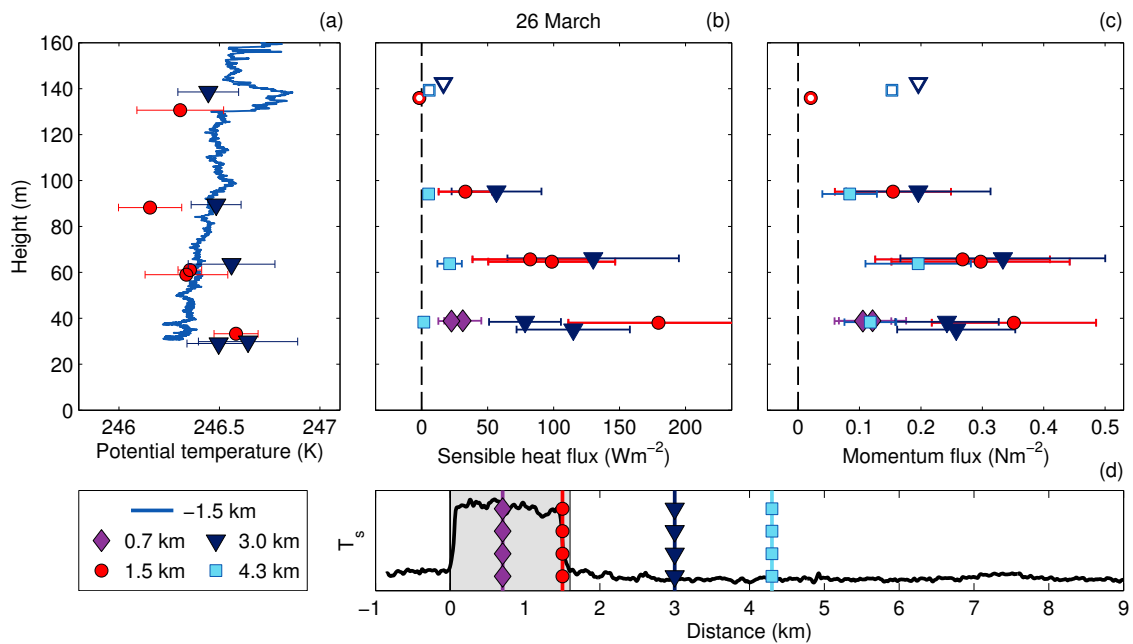 26 March
(a)
(b)
(c)
160
140
120
100
80
60
40
20
0
Height (m)
246 246.5 247
Potential temperature (K)
0 50 100 150 200
Sensible heat flux (Wm⁻²)
0 0.1 0.2 0.3 0.4 0.5
Momentum flux (Nm⁻²)
−1.5 km
0.7 km 3.0 km
1.5 km 4.3 km
(d)
T_s
−1 0 1 2 3 4 5 6 7 8 9
Distance (km)